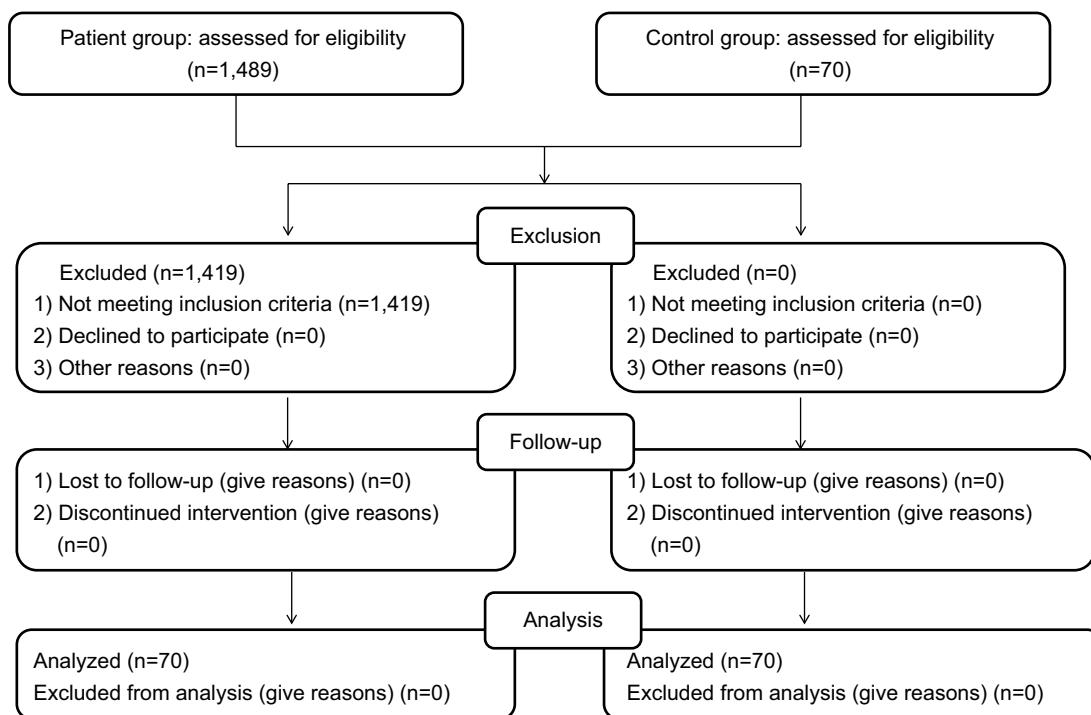 Patient group: assessed for eligibility
(n=1,489)
Control group: assessed for eligibility
(n=70)
Exclusion
Excluded (n=1,419)
1) Not meeting inclusion criteria (n=1,419)
2) Declined to participate (n=0)
3) Other reasons (n=0)
Excluded (n=0)
1) Not meeting inclusion criteria (n=0)
2) Declined to participate (n=0)
3) Other reasons (n=0)
Follow-up
1) Lost to follow-up (give reasons) (n=0)
2) Discontinued intervention (give reasons)
(n=0)
1) Lost to follow-up (give reasons) (n=0)
2) Discontinued intervention (give reasons)
(n=0)
Analysis
Analyzed (n=70)
Excluded from analysis (give reasons) (n=0)
Analyzed (n=70)
Excluded from analysis (give reasons) (n=0)